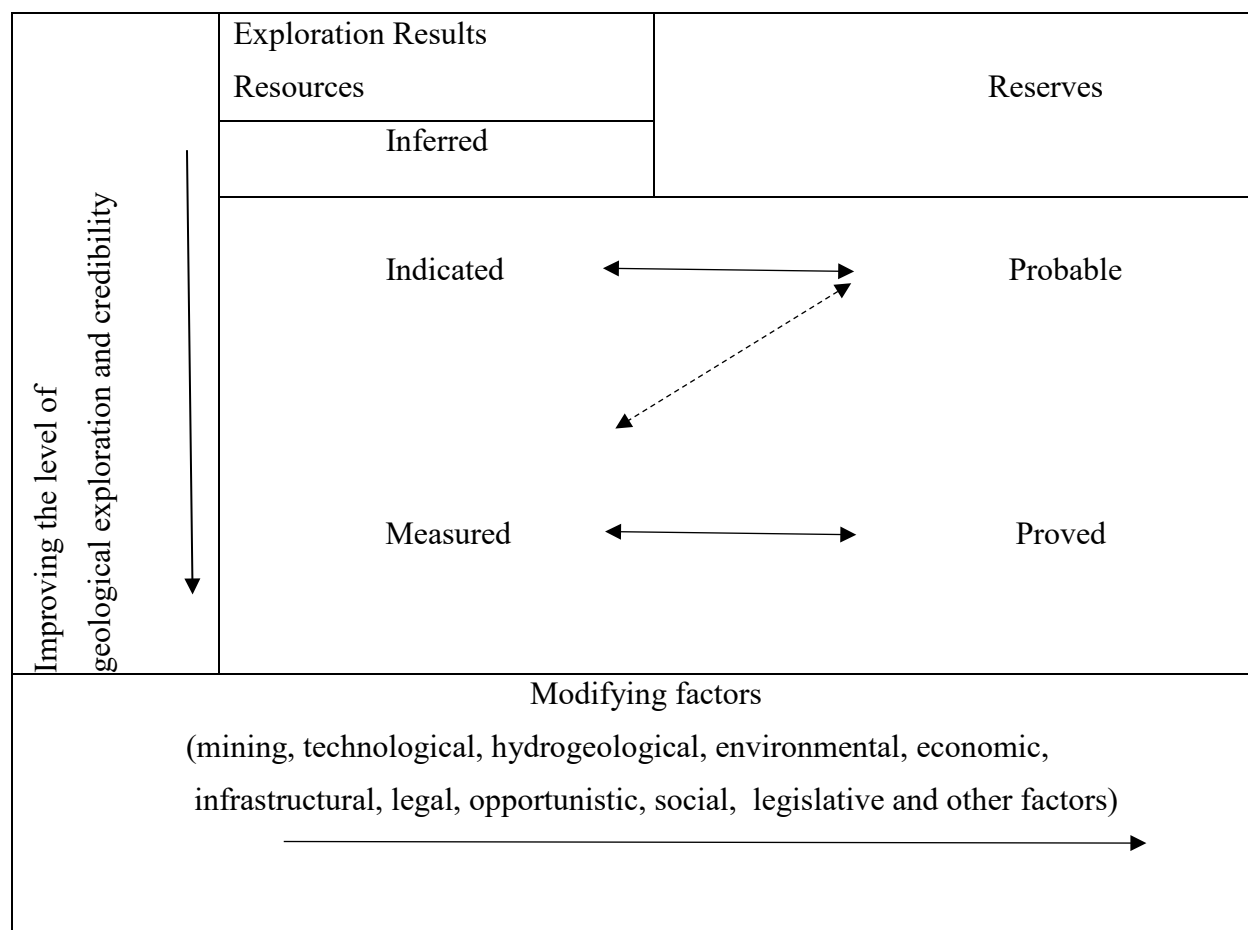 Exploration Results
Resources
Reserves
Inferred
Improving the level of
geological exploration and credibility
Indicated
Probable
Measured
Proved
Modifying factors
(mining, technological, hydrogeological, environmental, economic,
infrastructural, legal, opportunistic, social, legislative and other factors)